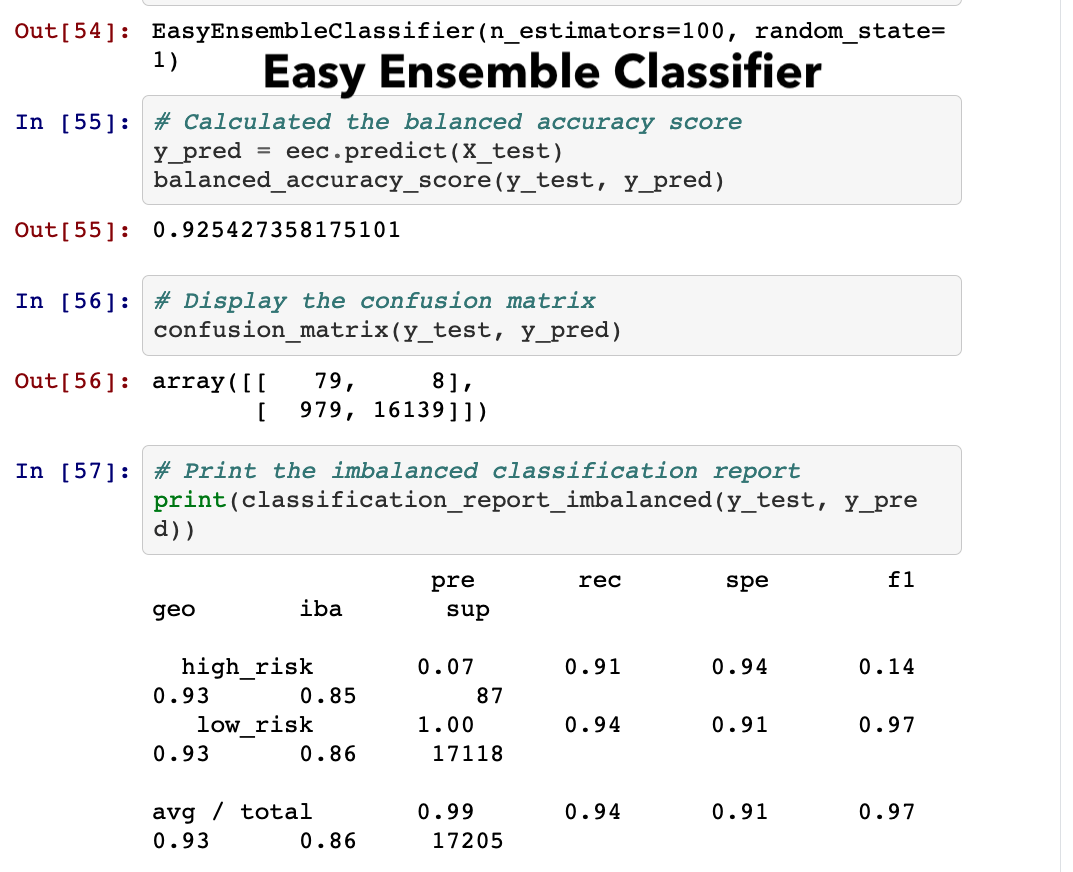 Out[54]: EasyEnsembleClassifier(n_estimators=100, random_state=
1)
Easy Ensemble Classifier
In [55]: # Calculated the balanced accuracy score
y_pred = eec.predict(X_test)
balanced_accuracy_score(y_test, y_pred)
Out[55]: 0.925427358175101
In [56]: # Display the confusion matrix
confusion_matrix(y_test, y_pred)
Out[56]: array([[   79,     8],
       [  979, 16139]])
In [57]: # Print the imbalanced classification report
print(classification_report_imbalanced(y_test, y_pre
d))
                   pre       rec       spe        f1
geo       iba       sup
  high_risk       0.07      0.91      0.94      0.14
0.93      0.85        87
   low_risk       1.00      0.94      0.91      0.97
0.93      0.86     17118
avg / total       0.99      0.94      0.91      0.97
0.93      0.86     17205